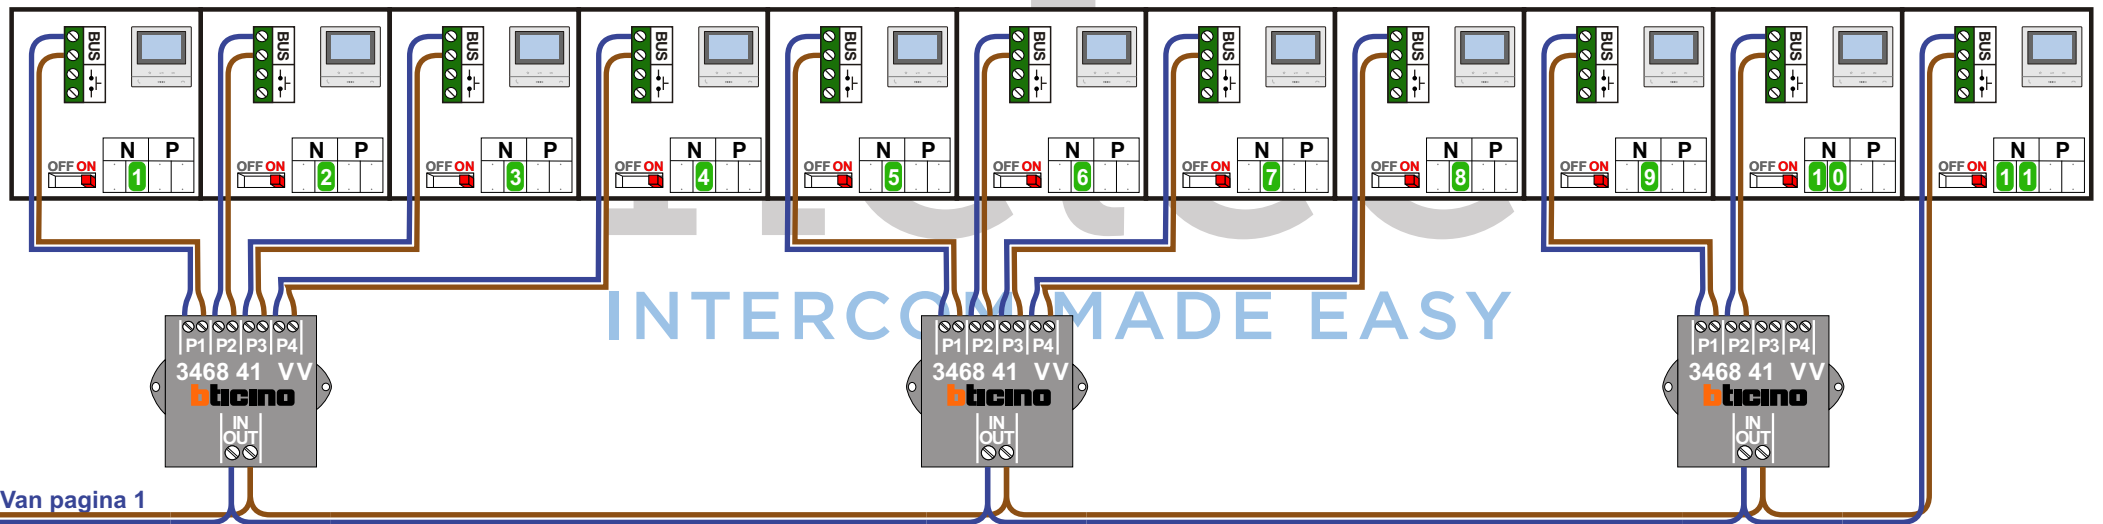 BUS BUS BUS BUS BUS BUS BUS BUS BUS BUS BUS
N P N P N P N P N P N P N P N P N P N P N P
OFF ON 1 OFF ON 2 OFF ON 3 OFF ON 4 OFF ON 5 OFF ON 6 OFF ON 7 OFF ON 8 OFF ON 9 OFF ON 10 OFF ON 11
INTERCOM MADE EASY
P1 P2 P3 P4 P1 P2 P3 P4 P1 P2 P3 P4
3468 41 VV 3468 41 VV 3468 41 VV
bticino bticino bticino
IN IN IN
OUT OUT OUT
Van pagina 1